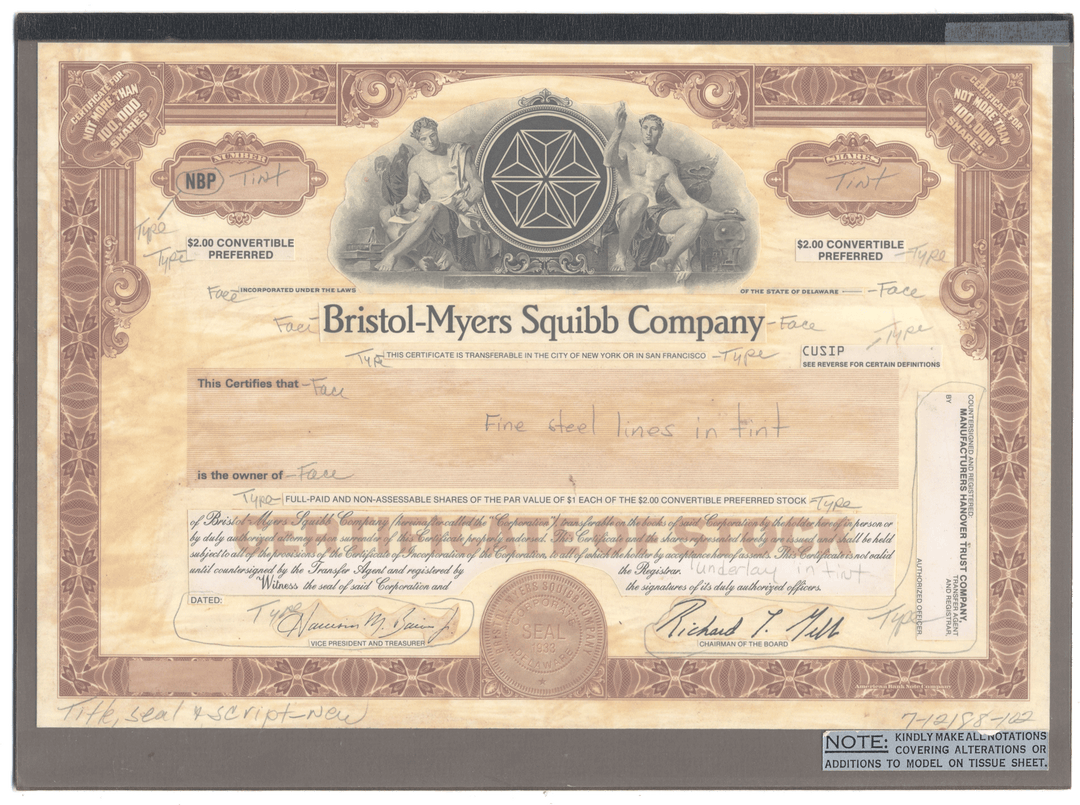 CERTIFICATE FOR
NOT MORE THAN
100,000
SHARES
CERTIFICATE FOR
NOT MORE THAN
100,000
SHARES
NUMBER
NBP Tint
SHARES
Tint
Type
$2.00 CONVERTIBLE
PREFERRED
Type
$2.00 CONVERTIBLE
PREFERRED
Type
Face INCORPORATED UNDER THE LAWS
OF THE STATE OF DELAWARE — Face
Face Bristol-Myers Squibb Company - Face
Type THIS CERTIFICATE IS TRANSFERABLE IN THE CITY OF NEW YORK OR IN SAN FRANCISCO - Type
Type
CUSIP
SEE REVERSE FOR CERTAIN DEFINITIONS
This Certifies that - Face
Fine steel lines in tint
is the owner of - Face
Type FULL-PAID AND NON-ASSESSABLE SHARES OF THE PAR VALUE OF $1 EACH OF THE $2.00 CONVERTIBLE PREFERRED STOCK - Type
of Bristol-Myers Squibb Company (hereinafter called the "Corporation"), transferable on the books of said Corporation by the holder hereof in person or
by duly authorized attorney upon surrender of this Certificate properly endorsed. This Certificate and the shares represented hereby are issued and shall be held
subject to all of the provisions of the Certificate of Incorporation of the Corporation, to all of which the holder by acceptance hereof assents. This Certificate is not valid
until countersigned by the Transfer Agent and registered by the Registrar. Underlay in tint
Witness the seal of said Corporation and the signatures of its duly authorized officers.
COUNTERSIGNED AND REGISTERED:
MANUFACTURERS HANOVER TRUST COMPANY,
TRANSFER AGENT
AND REGISTRAR,
BY
AUTHORIZED OFFICER.
Type
DATED:
Type
VICE PRESIDENT AND TREASURER
SEAL
1933
DELAWARE
Richard L. Gelb
CHAIRMAN OF THE BOARD
American Bank Note Company
Title, seal & script - New
NOTE: KINDLY MAKE ALL NOTATIONS
COVERING ALTERATIONS OR
ADDITIONS TO MODEL ON TISSUE SHEET.